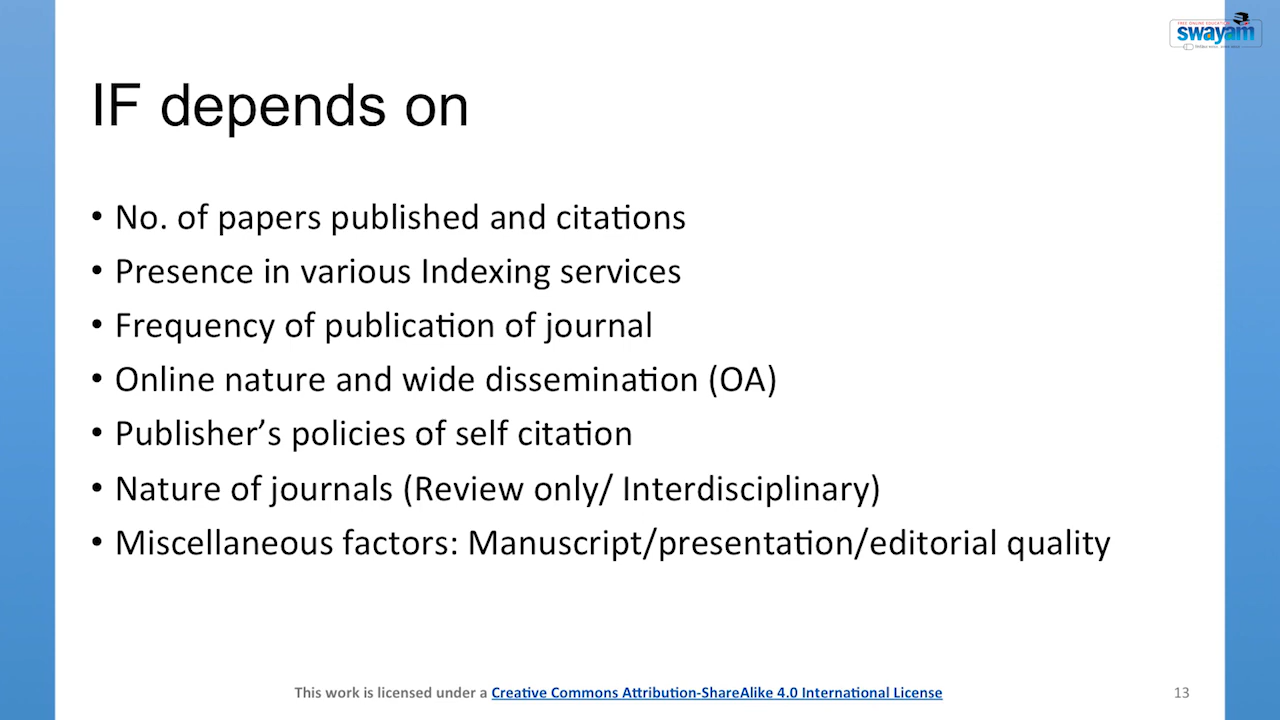 FREE ONLINE EDUCATION
swayam
IF depends on
• No. of papers published and citations
• Presence in various Indexing services
• Frequency of publication of journal
• Online nature and wide dissemination (OA)
• Publisher’s policies of self citation
• Nature of journals (Review only/ Interdisciplinary)
• Miscellaneous factors: Manuscript/presentation/editorial quality
This work is licensed under a Creative Commons Attribution-ShareAlike 4.0 International License
13